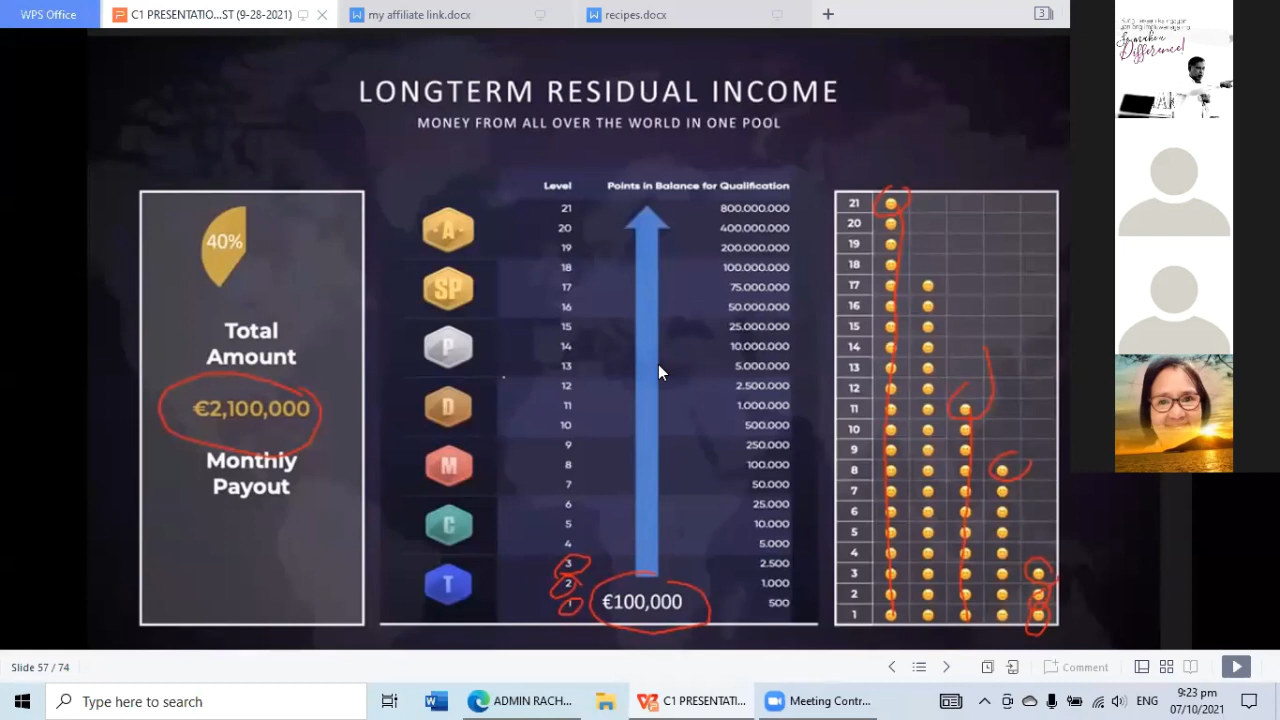 WPS Office
C1 PRESENTATIO...ST (9-28-2021)
my affiliate link.docx
recipes.docx
3
to make a
Difference!
LONGTERM RESIDUAL INCOME
MONEY FROM ALL OVER THE WORLD IN ONE POOL
40%
Total
Amount
€2,100,000
Monthly
Payout
Level Points in Balance for Qualification
21 800.000.000
20 400.000.000
19 200.000.000
18 100.000.000
17 75.000.000
16 50.000.000
15 25.000.000
14 10.000.000
13 5.000.000
12 2.500.000
11 1.000.000
10 500.000
9 250.000
8 100.000
7 50.000
6 25.000
5 10.000
4 5.000
3 2.500
2 1.000
1 500
A
SP
P
D
M
C
T
€100,000
21
20
19
18
17
16
15
14
13
12
11
10
9
8
7
6
5
4
3
2
1
Slide 57 / 74
Comment
Type here to search
ADMIN RACH...
C1 PRESENTATI...
Meeting Contr...
ENG
9:23 pm
07/10/2021